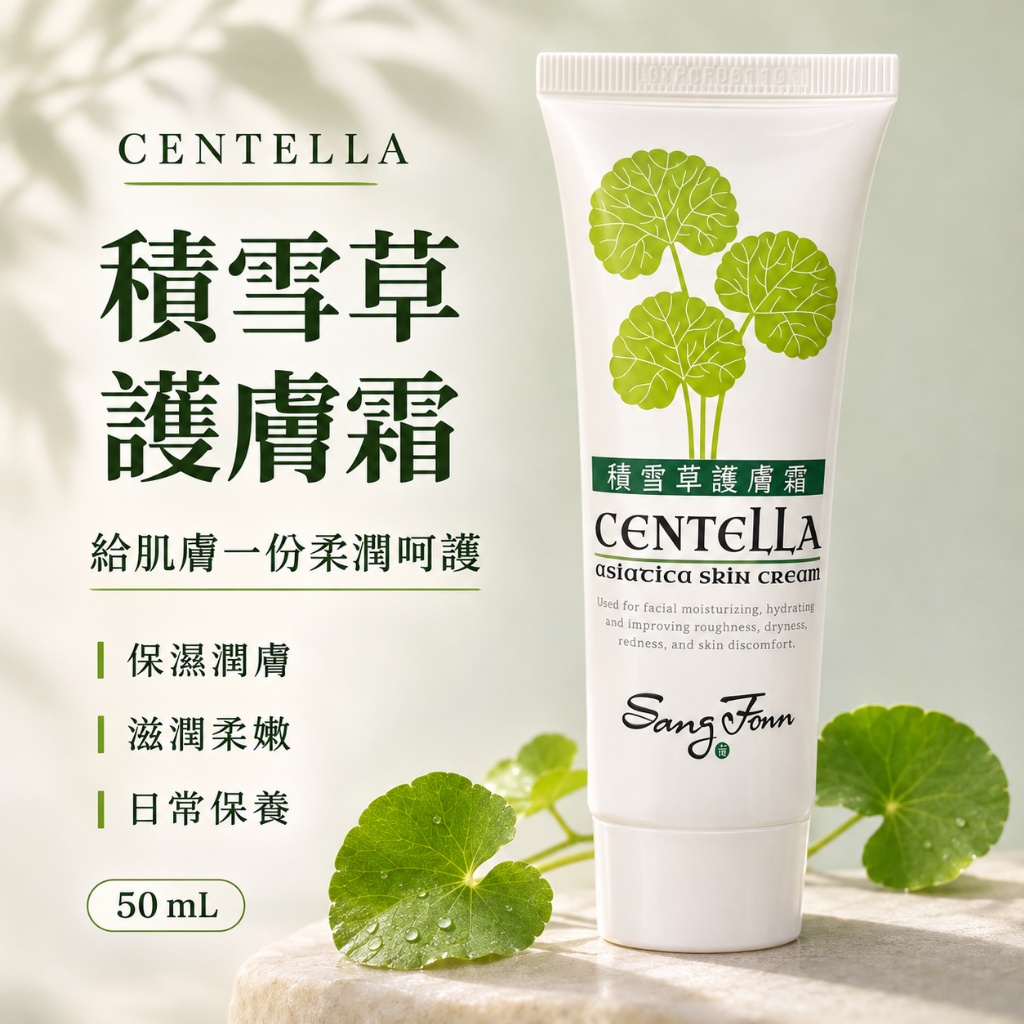 CENTELLA
積雪草
護膚霜
給肌膚一份柔潤呵護
保濕潤膚
滋潤柔嫩
日常保養
50 mL
積雪草護膚霜
CENTELLA
asiatica skin cream
Used for facial moisturizing, hydrating
and improving roughness, dryness,
redness, and skin discomfort.
Sang Fonn